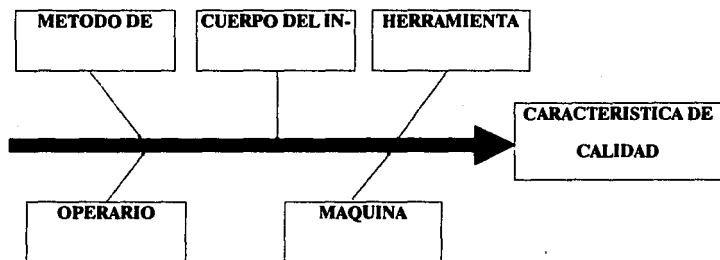 METODO DE
CUERPO DEL IN-
HERRAMIENTA
CARACTERISTICA DE
CALIDAD
OPERARIO
MAQUINA